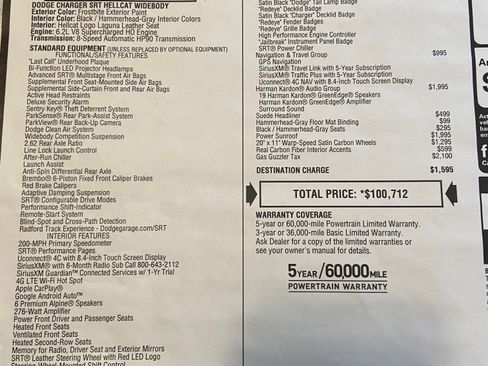 DODGE CHARGER SRT HELLCAT WIDEBODY
Exterior Color: Frostbite Exterior Paint
Interior Color: Black / Hammerhead-Gray Interior Colors
Interior: Hellcat Logo Laguna Leather Seat
Engine: 6.2L V8 Supercharged HO Engine
Transmission: 8-Speed Automatic HP90 Transmission
STANDARD EQUIPMENT (UNLESS REPLACED BY OPTIONAL EQUIPMENT)
FUNCTIONAL/SAFETY FEATURES
"Last Call" Underhood Plaque
Bi-Function LED Projector Headlamps
Advanced SRT® Multistage Front Air Bags
Supplemental Front Seat-Mounted Side Air Bags
Supplemental Side-Curtain Front and Rear Air Bags
Active Head Restraints
Deluxe Security Alarm
Sentry Key® Theft Deterrent System
ParkSense® Rear Park-Assist System
ParkView® Rear Back-Up Camera
Dodge Clean Air System
Widebody Competition Suspension
2.62 Rear Axle Ratio
Line Lock Launch Control
After-Run Chiller
Launch Assist
Anti-Spin Differential Rear Axle
Brembo® 6-Piston Fixed Front Caliper Brakes
Red Brake Calipers
Adaptive Damping Suspension
SRT® Configurable Drive Modes
Performance Shift-Indicator
Remote-Start System
Blind-Spot and Cross-Path Detection
Radford Track Experience - Dodgegarage.com/SRT
INTERIOR FEATURES
200-MPH Primary Speedometer
SRT® Performance Pages
Uconnect® 4C with 8.4-Inch Touch Screen Display
SiriusXM® with 6-Month Radio Sub Call 800-643-2112
SiriusXM Guardian™ Connected Services w/ 1-Yr Trial
4G LTE Wi-Fi Hot Spot
Apple CarPlay®
Google Android Auto™
6 Premium Alpine® Speakers
276-Watt Amplifier
Power Front Driver and Passenger Seats
Heated Front Seats
Ventilated Front Seats
Heated Second-Row Seats
Memory for Radio, Driver Seat and Exterior Mirrors
SRT® Leather Steering Wheel with Red LED Logo
Steering Wheel-Mounted Shift Control
Satin Black "Dodge" Tail Lamp Badge
"Redeye" Decklid Badge
Satin Black "Charger" Decklid Badge
"Redeye" Fender Badges
"Redeye" Grille Badge
High Performance Engine Controller
"Jailbreak" Instrument Panel Badge
SRT® Power Chiller
Navigation & Travel Group $995
GPS Navigation
SiriusXM® Travel Link with 5-Year Subscription
SiriusXM® Traffic Plus with 5-Year Subscription
Uconnect® 4C NAV with 8.4-Inch Touch Screen Display
Harman Kardon® Audio Group $1,995
19 Harman Kardon® GreenEdge® Speakers
Harman Kardon® GreenEdge® Amplifier
Surround Sound
Suede Headliner $499
Hammerhead-Gray Floor Mat Binding $99
Black / Hammerhead-Gray Seats $295
Power Sunroof $1,995
20" x 11" Warp-Speed Satin Carbon Wheels $1,295
Real Carbon Fiber Interior Accents $599
Gas Guzzler Tax $2,100
DESTINATION CHARGE $1,595
TOTAL PRICE: *$100,712
WARRANTY COVERAGE
5-year or 60,000-mile Powertrain Limited Warranty.
3-year or 36,000-mile Basic Limited Warranty.
Ask Dealer for a copy of the limited warranties or
see your owner's manual for details.
5YEAR/60,000MILE
POWERTRAIN WARRANTY